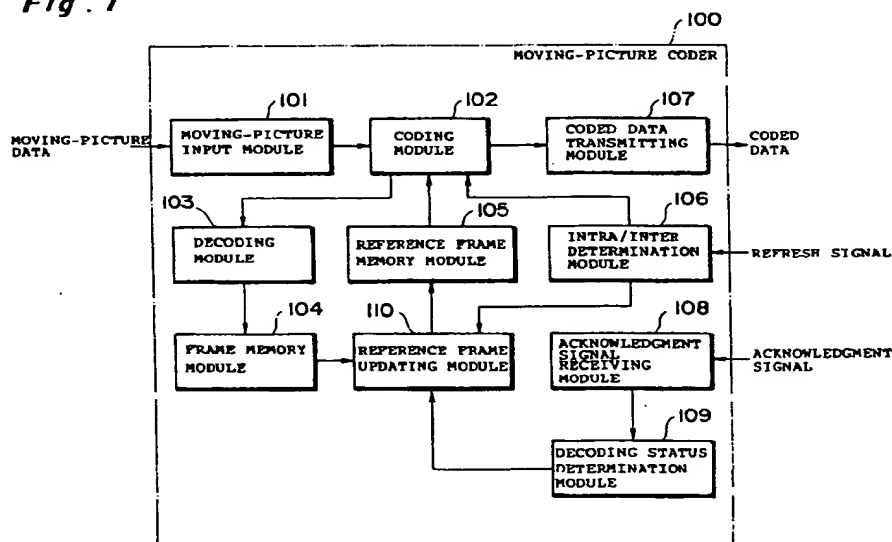 Fig. 1
100
MOVING-PICTURE CODER
101
102
107
MOVING-PICTURE
DATA
MOVING-PICTURE
INPUT MODULE
CODING
MODULE
CODED DATA
TRANSMITTING
MODULE
CODED
DATA
103
105
106
DECODING
MODULE
REFERENCE FRAME
MEMORY MODULE
INTRA/INTER
DETERMINATION
MODULE
REFRESH SIGNAL
104
110
108
FRAME MEMORY
MODULE
REFERENCE FRAME
UPDATING MODULE
ACKNOWLEDGMENT
SIGNAL
RECEIVING
MODULE
ACKNOWLEDGMENT
SIGNAL
109
DECODING STATUS
DETERMINATION
MODULE